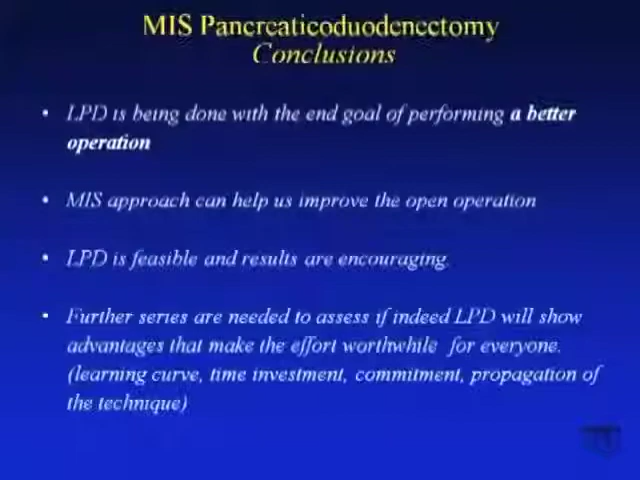 MIS Pancreaticoduodenectomy
Conclusions
• LPD is being done with the end goal of performing a better
operation
• MIS approach can help us improve the open operation
• LPD is feasible and results are encouraging.
• Further series are needed to assess if indeed LPD will show
advantages that make the effort worthwhile for everyone.
(learning curve, time investment, commitment, propagation of
the technique)